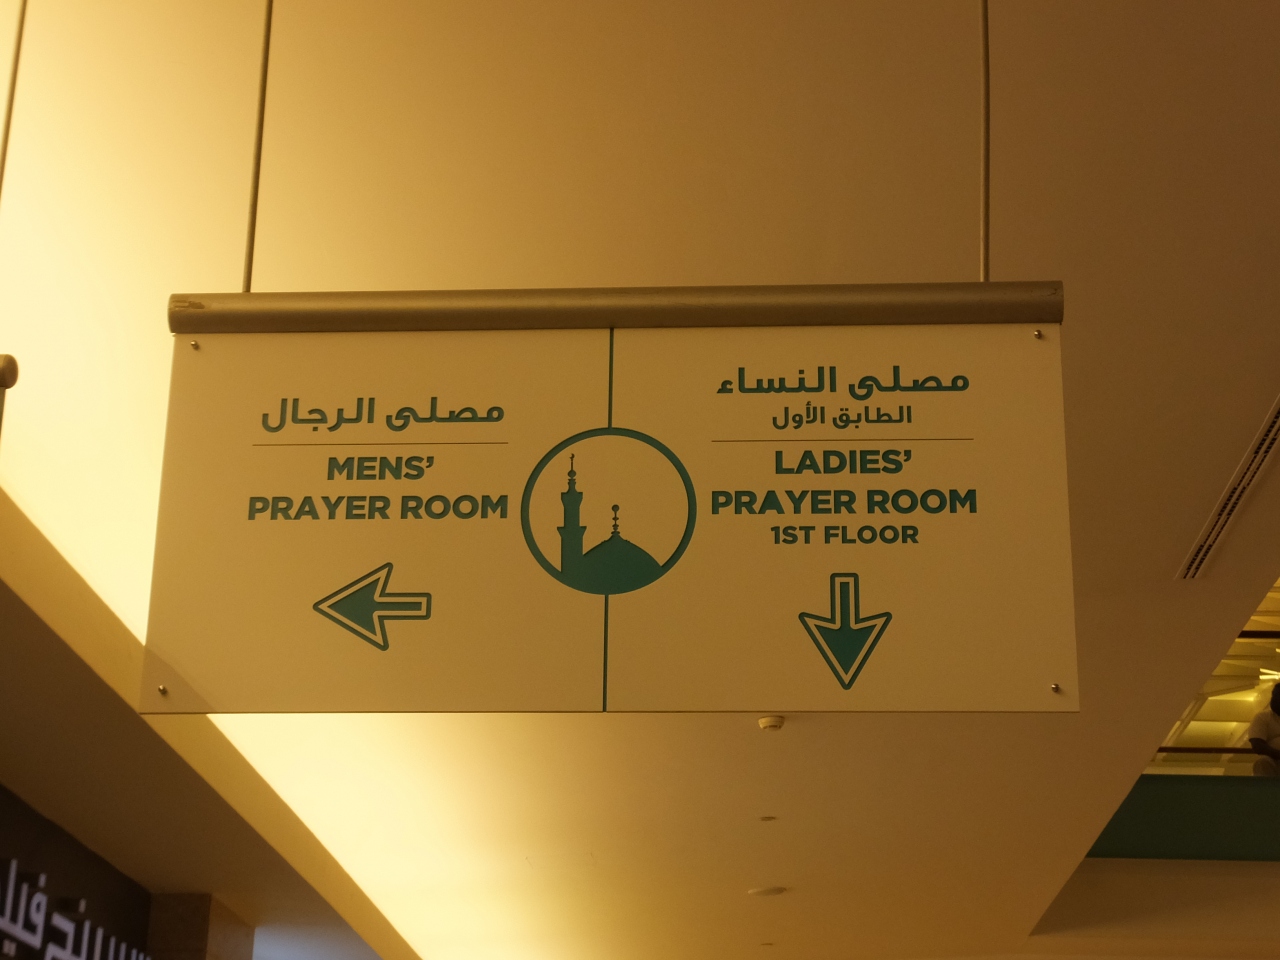 مصلى الرجال
MENS’
PRAYER ROOM
مصلى النساء
الطابق الأول
LADIES’
PRAYER ROOM
1ST FLOOR